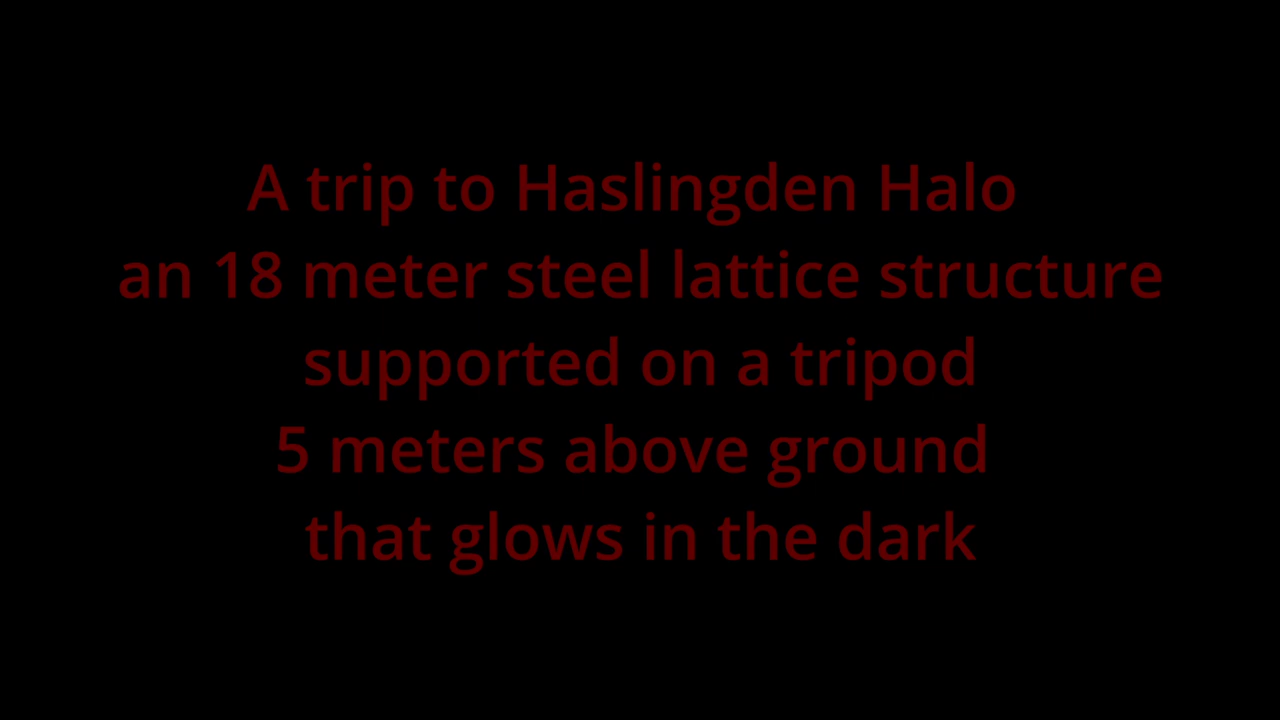 A trip to Haslingden Halo
an 18 meter steel lattice structure
supported on a tripod
5 meters above ground
that glows in the dark